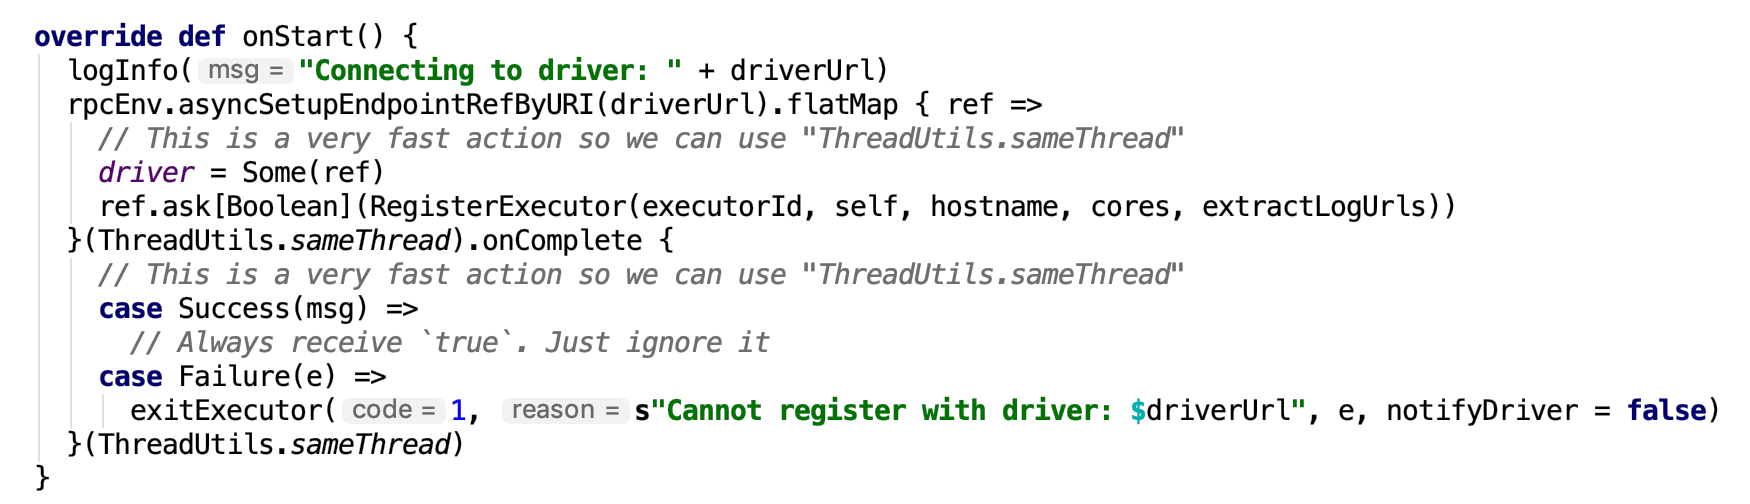 override def onStart() {
  logInfo( msg = "Connecting to driver: " + driverUrl)
  rpcEnv.asyncSetupEndpointRefByURI(driverUrl).flatMap { ref =>
    // This is a very fast action so we can use "ThreadUtils.sameThread"
    driver = Some(ref)
    ref.ask[Boolean](RegisterExecutor(executorId, self, hostname, cores, extractLogUrls))
  }(ThreadUtils.sameThread).onComplete {
    // This is a very fast action so we can use "ThreadUtils.sameThread"
    case Success(msg) =>
      // Always receive `true`. Just ignore it
    case Failure(e) =>
      exitExecutor( code = 1, reason = s"Cannot register with driver: $driverUrl", e, notifyDriver = false)
  }(ThreadUtils.sameThread)
}